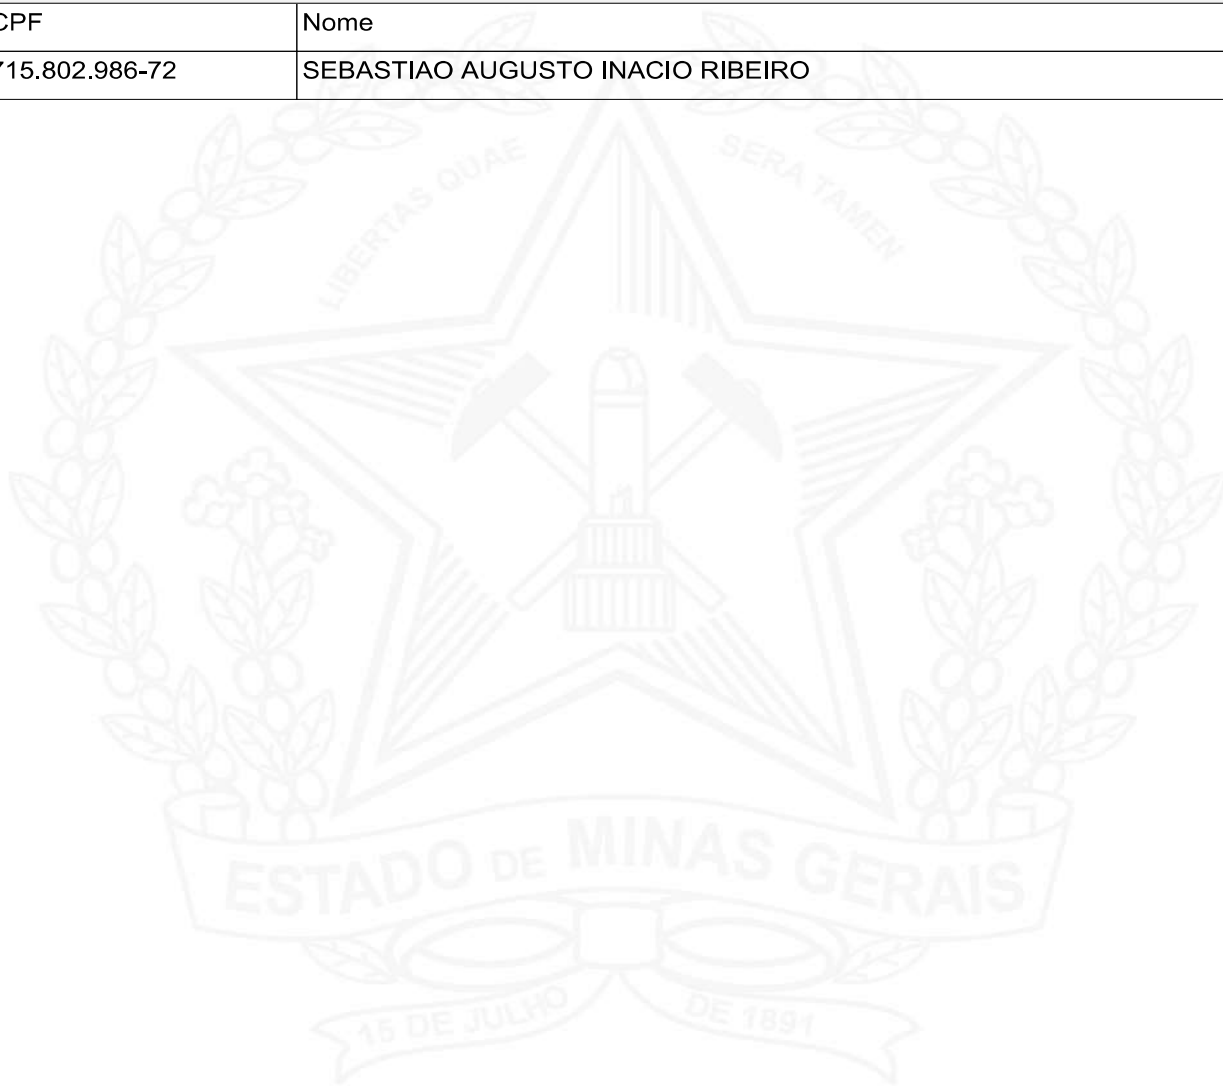 CPF Nome
715.802.986-72 SEBASTIAO AUGUSTO INACIO RIBEIRO
LIBERTAS QUAE SERA TAMEN
ESTADO DE MINAS GERAIS
15 DE JULHO DE 1891